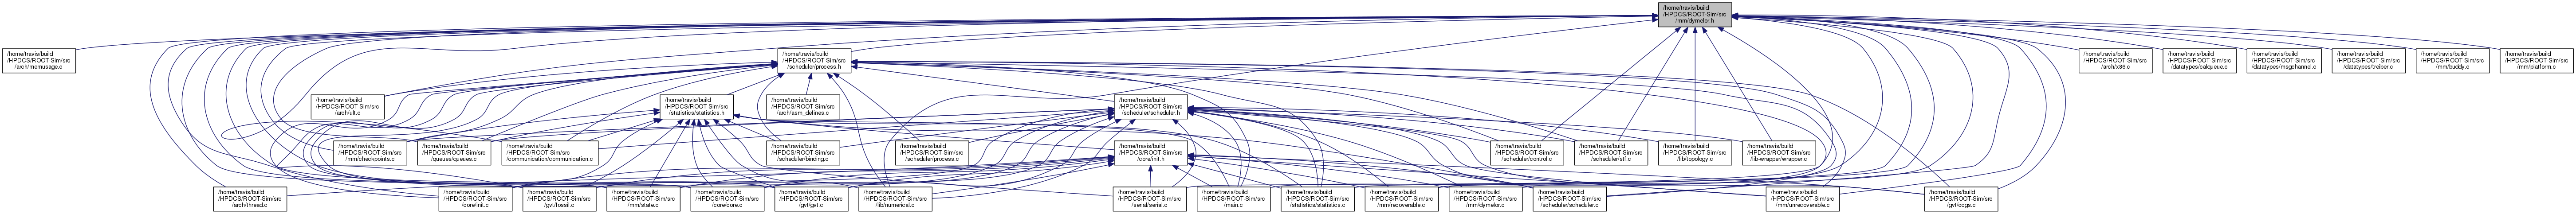 /home/travis/build
/HPDCS/ROOT-Sim/src
/mm/dymelor.h
/home/travis/build
/HPDCS/ROOT-Sim/src
/arch/memusage.c
/home/travis/build
/HPDCS/ROOT-Sim/src
/scheduler/process.h
/home/travis/build
/HPDCS/ROOT-Sim/src
/arch/x86.c
/home/travis/build
/HPDCS/ROOT-Sim/src
/datatypes/calqueue.c
/home/travis/build
/HPDCS/ROOT-Sim/src
/datatypes/msgchannel.c
/home/travis/build
/HPDCS/ROOT-Sim/src
/datatypes/treiber.c
/home/travis/build
/HPDCS/ROOT-Sim/src
/mm/buddy.c
/home/travis/build
/HPDCS/ROOT-Sim/src
/mm/platform.c
/home/travis/build
/HPDCS/ROOT-Sim/src
/arch/ult.c
/home/travis/build
/HPDCS/ROOT-Sim/src
/statistics/statistics.h
/home/travis/build
/HPDCS/ROOT-Sim/src
/arch/asm_defines.c
/home/travis/build
/HPDCS/ROOT-Sim/src
/scheduler/scheduler.h
/home/travis/build
/HPDCS/ROOT-Sim/src
/mm/checkpoints.c
/home/travis/build
/HPDCS/ROOT-Sim/src
/queues/queues.c
/home/travis/build
/HPDCS/ROOT-Sim/src
/communication/communication.c
/home/travis/build
/HPDCS/ROOT-Sim/src
/scheduler/binding.c
/home/travis/build
/HPDCS/ROOT-Sim/src
/scheduler/process.c
/home/travis/build
/HPDCS/ROOT-Sim/src
/core/init.h
/home/travis/build
/HPDCS/ROOT-Sim/src
/scheduler/control.c
/home/travis/build
/HPDCS/ROOT-Sim/src
/scheduler/stf.c
/home/travis/build
/HPDCS/ROOT-Sim/src
/lib/topology.c
/home/travis/build
/HPDCS/ROOT-Sim/src
/lib-wrapper/wrapper.c
/home/travis/build
/HPDCS/ROOT-Sim/src
/arch/thread.c
/home/travis/build
/HPDCS/ROOT-Sim/src
/core/init.c
/home/travis/build
/HPDCS/ROOT-Sim/src
/gvt/fossil.c
/home/travis/build
/HPDCS/ROOT-Sim/src
/mm/state.c
/home/travis/build
/HPDCS/ROOT-Sim/src
/core/core.c
/home/travis/build
/HPDCS/ROOT-Sim/src
/gvt/gvt.c
/home/travis/build
/HPDCS/ROOT-Sim/src
/lib/numerical.c
/home/travis/build
/HPDCS/ROOT-Sim/src
/serial/serial.c
/home/travis/build
/HPDCS/ROOT-Sim/src
/main.c
/home/travis/build
/HPDCS/ROOT-Sim/src
/statistics/statistics.c
/home/travis/build
/HPDCS/ROOT-Sim/src
/mm/recoverable.c
/home/travis/build
/HPDCS/ROOT-Sim/src
/mm/dymelor.c
/home/travis/build
/HPDCS/ROOT-Sim/src
/scheduler/scheduler.c
/home/travis/build
/HPDCS/ROOT-Sim/src
/mm/unrecoverable.c
/home/travis/build
/HPDCS/ROOT-Sim/src
/gvt/ccgs.c